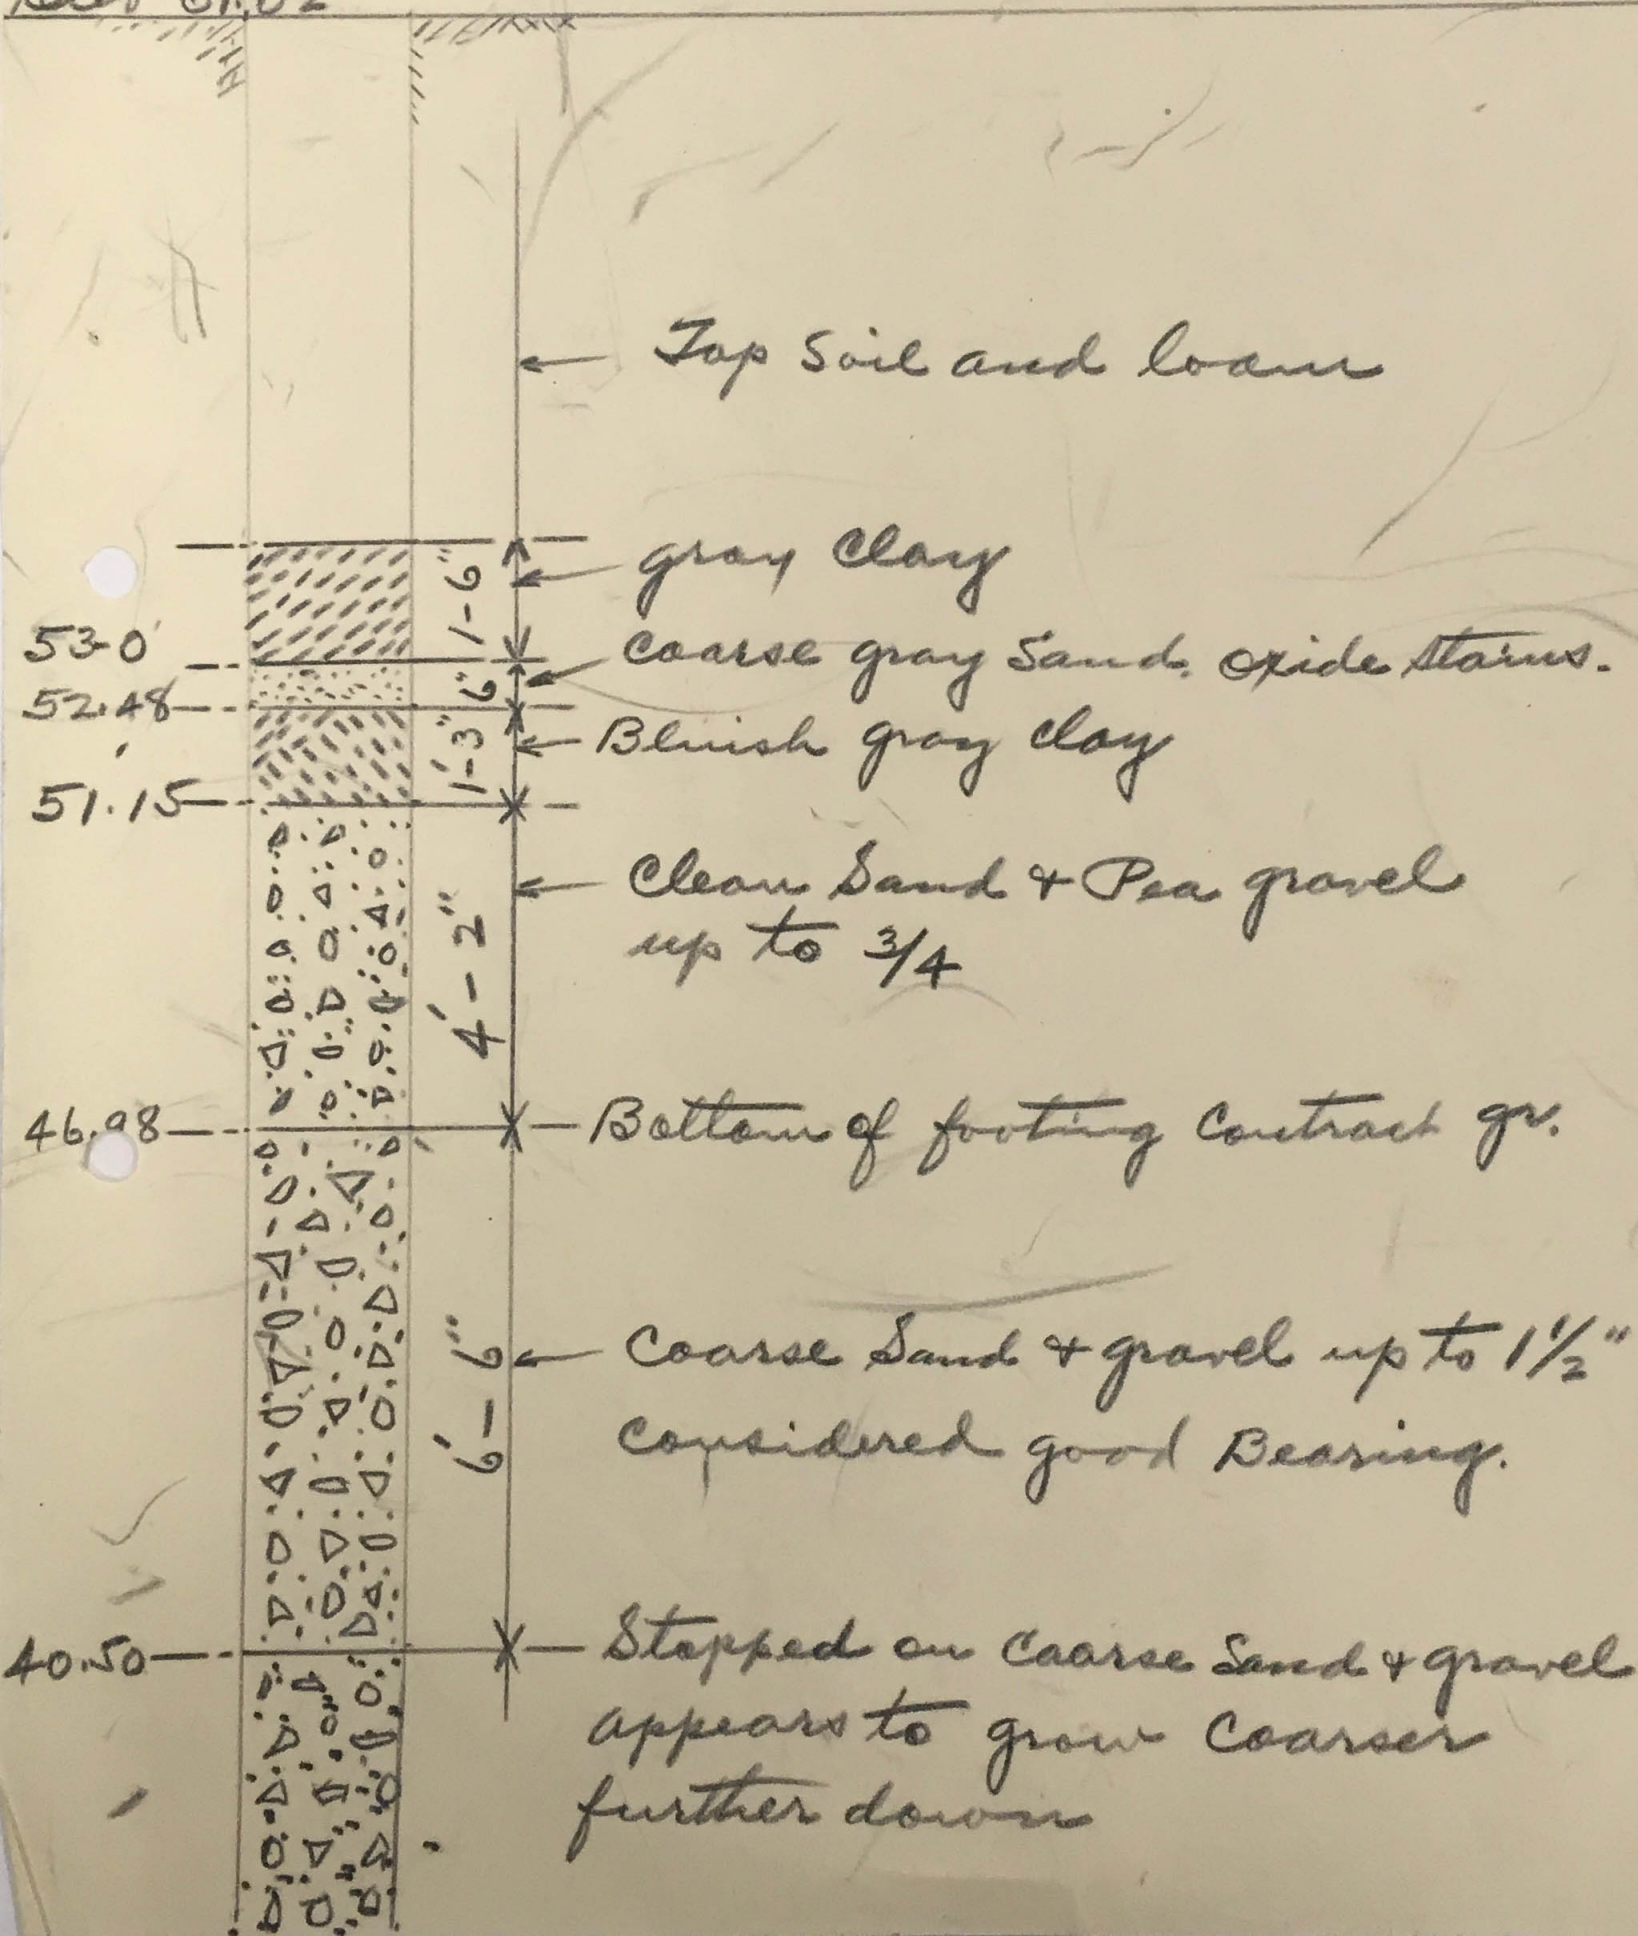 Top Soil and loam
1'-6" gray clay
53.0'
6" coarse gray Sand. oxide stains.
52.48
1'-3" Bluish gray clay
51.15
4'-2" Clean Sand & Pea gravel
up to 3/4
46.98 Bottom of footing Contract gr.
6'-6" Coarse Sand & gravel up to 1 1/2"
Considered good Bearing.
40.50 Stopped on Coarse Sand & gravel
appears to grow Coarser
further down